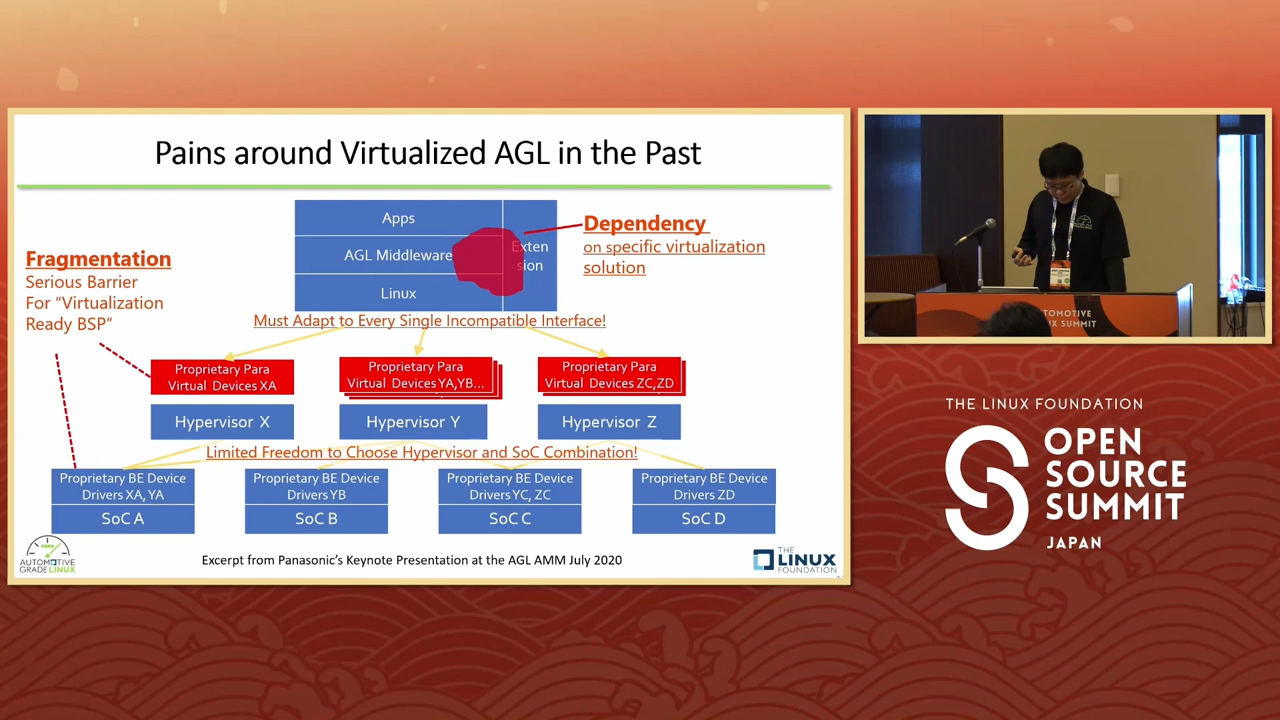 Pains around Virtualized AGL in the Past
Apps
AGL Middleware
Linux
Exten
sion
Dependency
on specific virtualization
solution
Fragmentation
Serious Barrier
For “Virtualization
Ready BSP“
Must Adapt to Every Single Incompatible Interface!
Proprietary Para
Virtual Devices XA
Proprietary Para
Virtual Devices YA,YB...
Proprietary Para
Virtual Devices ZC,ZD
Hypervisor X
Hypervisor Y
Hypervisor Z
Limited Freedom to Choose Hypervisor and SoC Combination!
Proprietary BE Device
Drivers XA, YA
SoC A
Proprietary BE Device
Drivers YB
SoC B
Proprietary BE Device
Drivers YC, ZC
SoC C
Proprietary BE Device
Drivers ZD
SoC D
AUTOMOTIVE
GRADELINUX
Excerpt from Panasonic’s Keynote Presentation at the AGL AMM July 2020
THE
LINUX
FOUNDATION
TOMOTIVE
UX SUMMIT
THE LINUX FOUNDATION
OPEN
SOURCE
SUMMIT
JAPAN